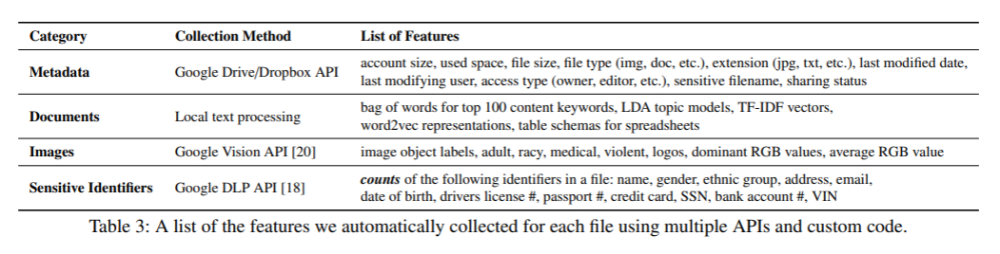 Category Collection Method List of Features
Metadata Google Drive/Dropbox API account size, used space, file size, file type (img, doc, etc.), extension (jpg, txt, etc.), last modified date,
last modifying user, access type (owner, editor, etc.), sensitive filename, sharing status
Documents Local text processing bag of words for top 100 content keywords, LDA topic models, TF-IDF vectors,
word2vec representations, table schemas for spreadsheets
Images Google Vision API [20] image object labels, adult, racy, medical, violent, logos, dominant RGB values, average RGB value
Sensitive Identifiers Google DLP API [18] counts of the following identifiers in a file: name, gender, ethnic group, address, email,
date of birth, drivers license #, passport #, credit card, SSN, bank account #, VIN
Table 3: A list of the features we automatically collected for each file using multiple APIs and custom code.